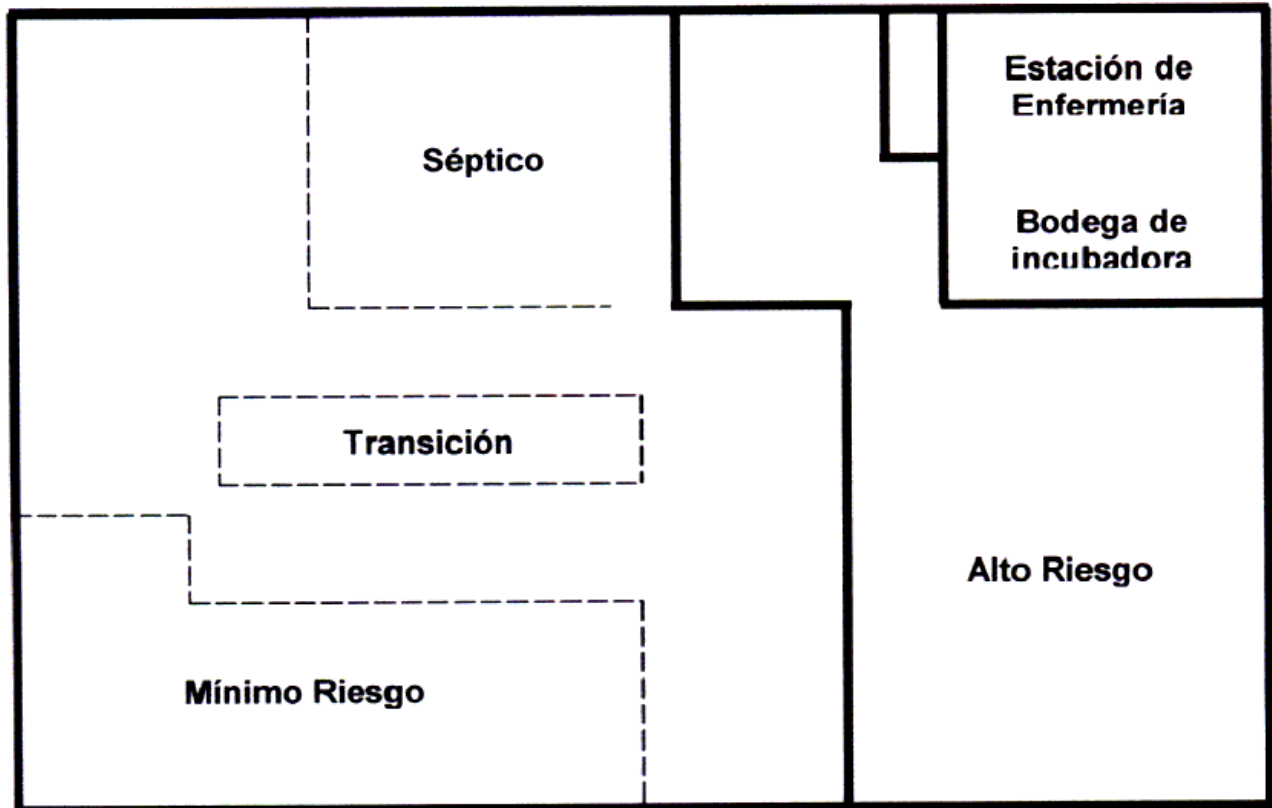 Estación de
Enfermería
Séptico
Bodega de
incubadora
Transición
Alto Riesgo
Mínimo Riesgo